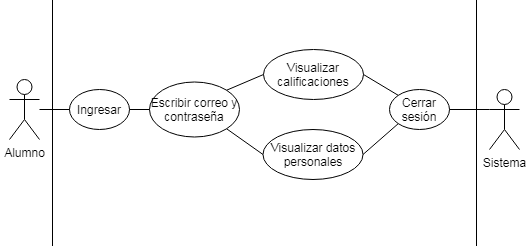 Visualizar
calificaciones
Ingresar
Escribir correo y
contraseña
Cerrar
sesión
Alumno
Visualizar datos
personales
Sistema